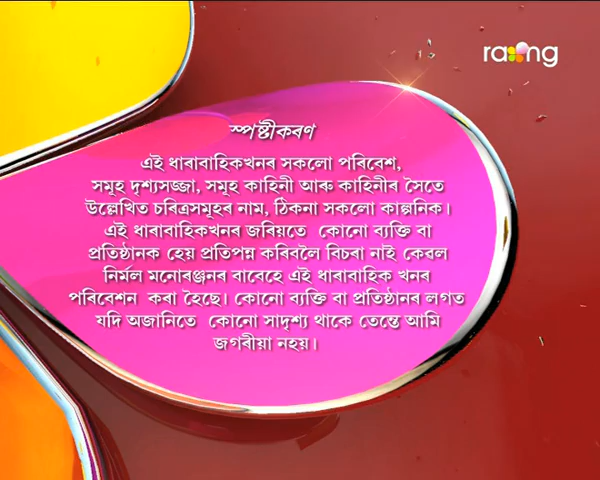 raang
স্পষ্টীকৰণ
এই ধাৰাবাহিকখনৰ সকলো পৰিবেশ,
সমূহ দৃশ্যসজ্জা, সমূহ কাহিনী আৰু কাহিনীৰ সৈতে
উল্লেখিত চৰিত্ৰসমূহৰ নাম, ঠিকনা সকলো কাল্পনিক।
এই ধাৰাবাহিকখনৰ জৰিয়তে কোনো ব্যক্তি বা
প্ৰতিষ্ঠানক হেয় প্ৰতিপন্ন কৰিবলৈ বিচৰা নাই কেৱল
নিৰ্মল মনোৰঞ্জনৰ বাবেহে এই ধাৰাবাহিক খনৰ
পৰিবেশন কৰা হৈছে। কোনো ব্যক্তি বা প্ৰতিষ্ঠানৰ লগত
যদি অজানিতে কোনো সাদৃশ্য থাকে তেন্তে আমি
জগৰীয়া নহয়।